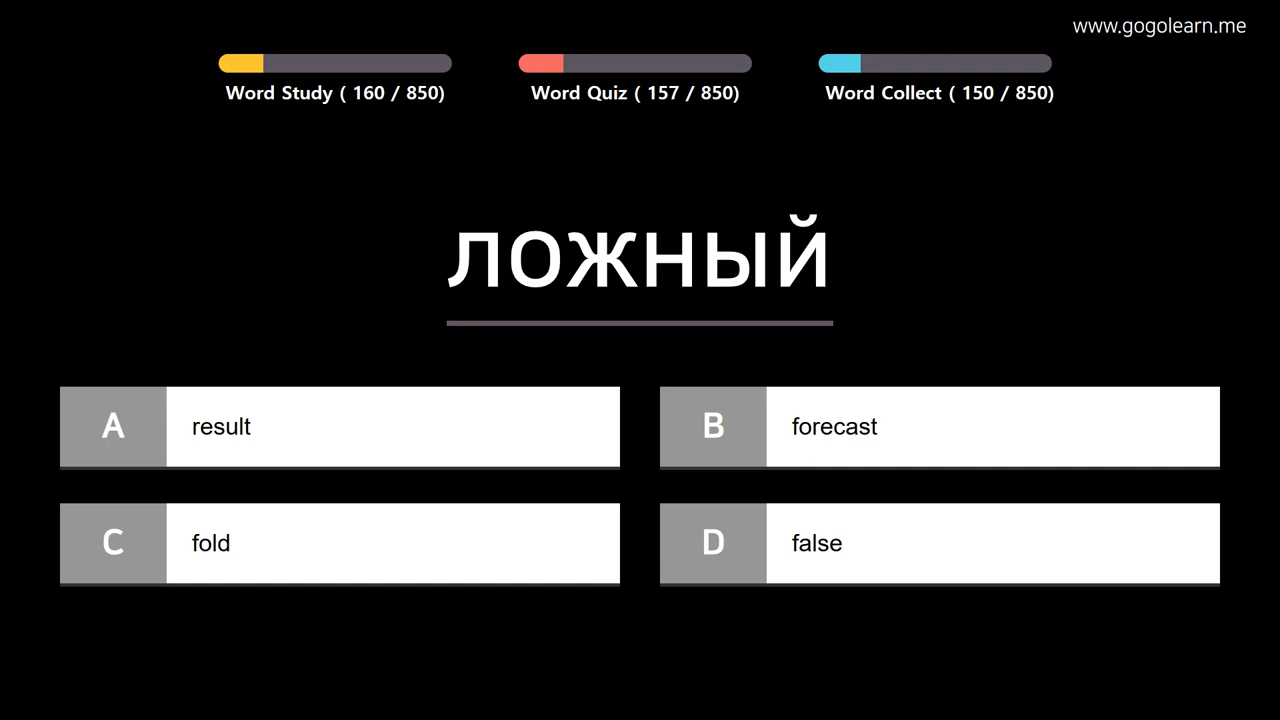 www.gogolearn.me
Word Study ( 160 / 850)
Word Quiz ( 157 / 850)
Word Collect ( 150 / 850)
ложный
A result
B forecast
C fold
D false